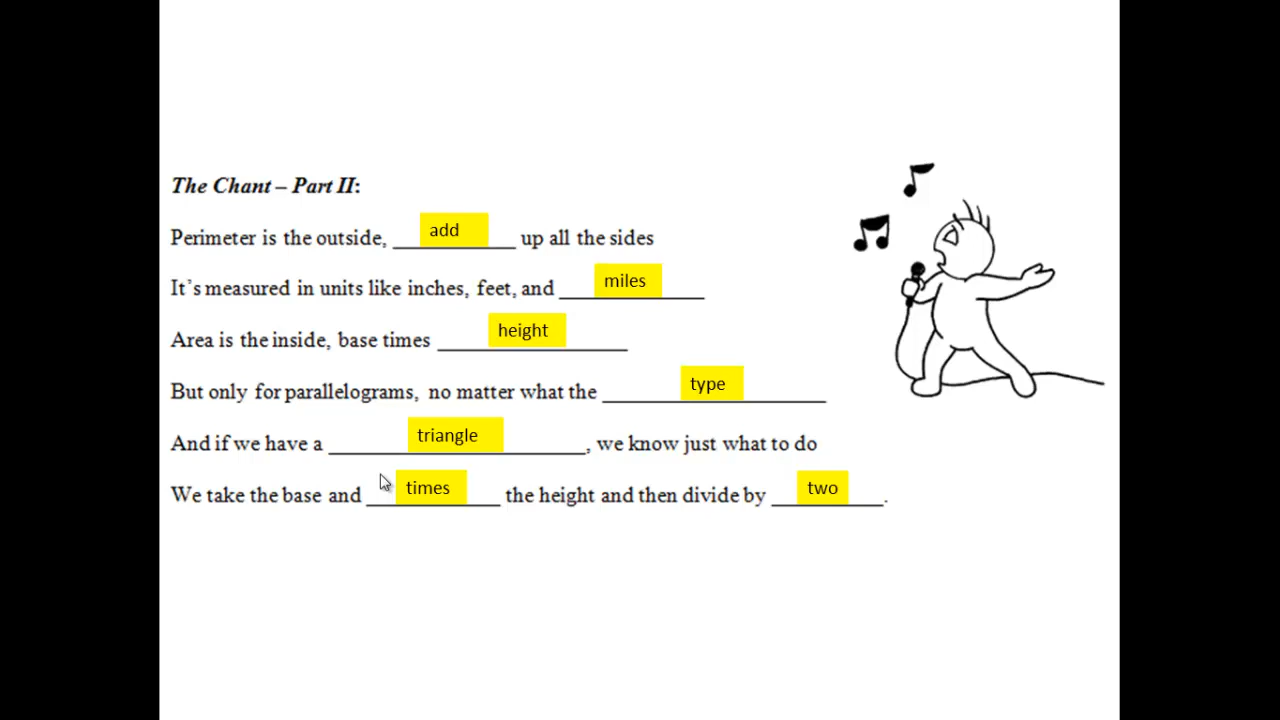 The Chant – Part II:
Perimeter is the outside, add up all the sides
It's measured in units like inches, feet, and miles
Area is the inside, base times height
But only for parallelograms, no matter what the type
And if we have a triangle, we know just what to do
We take the base and times the height and then divide by two.